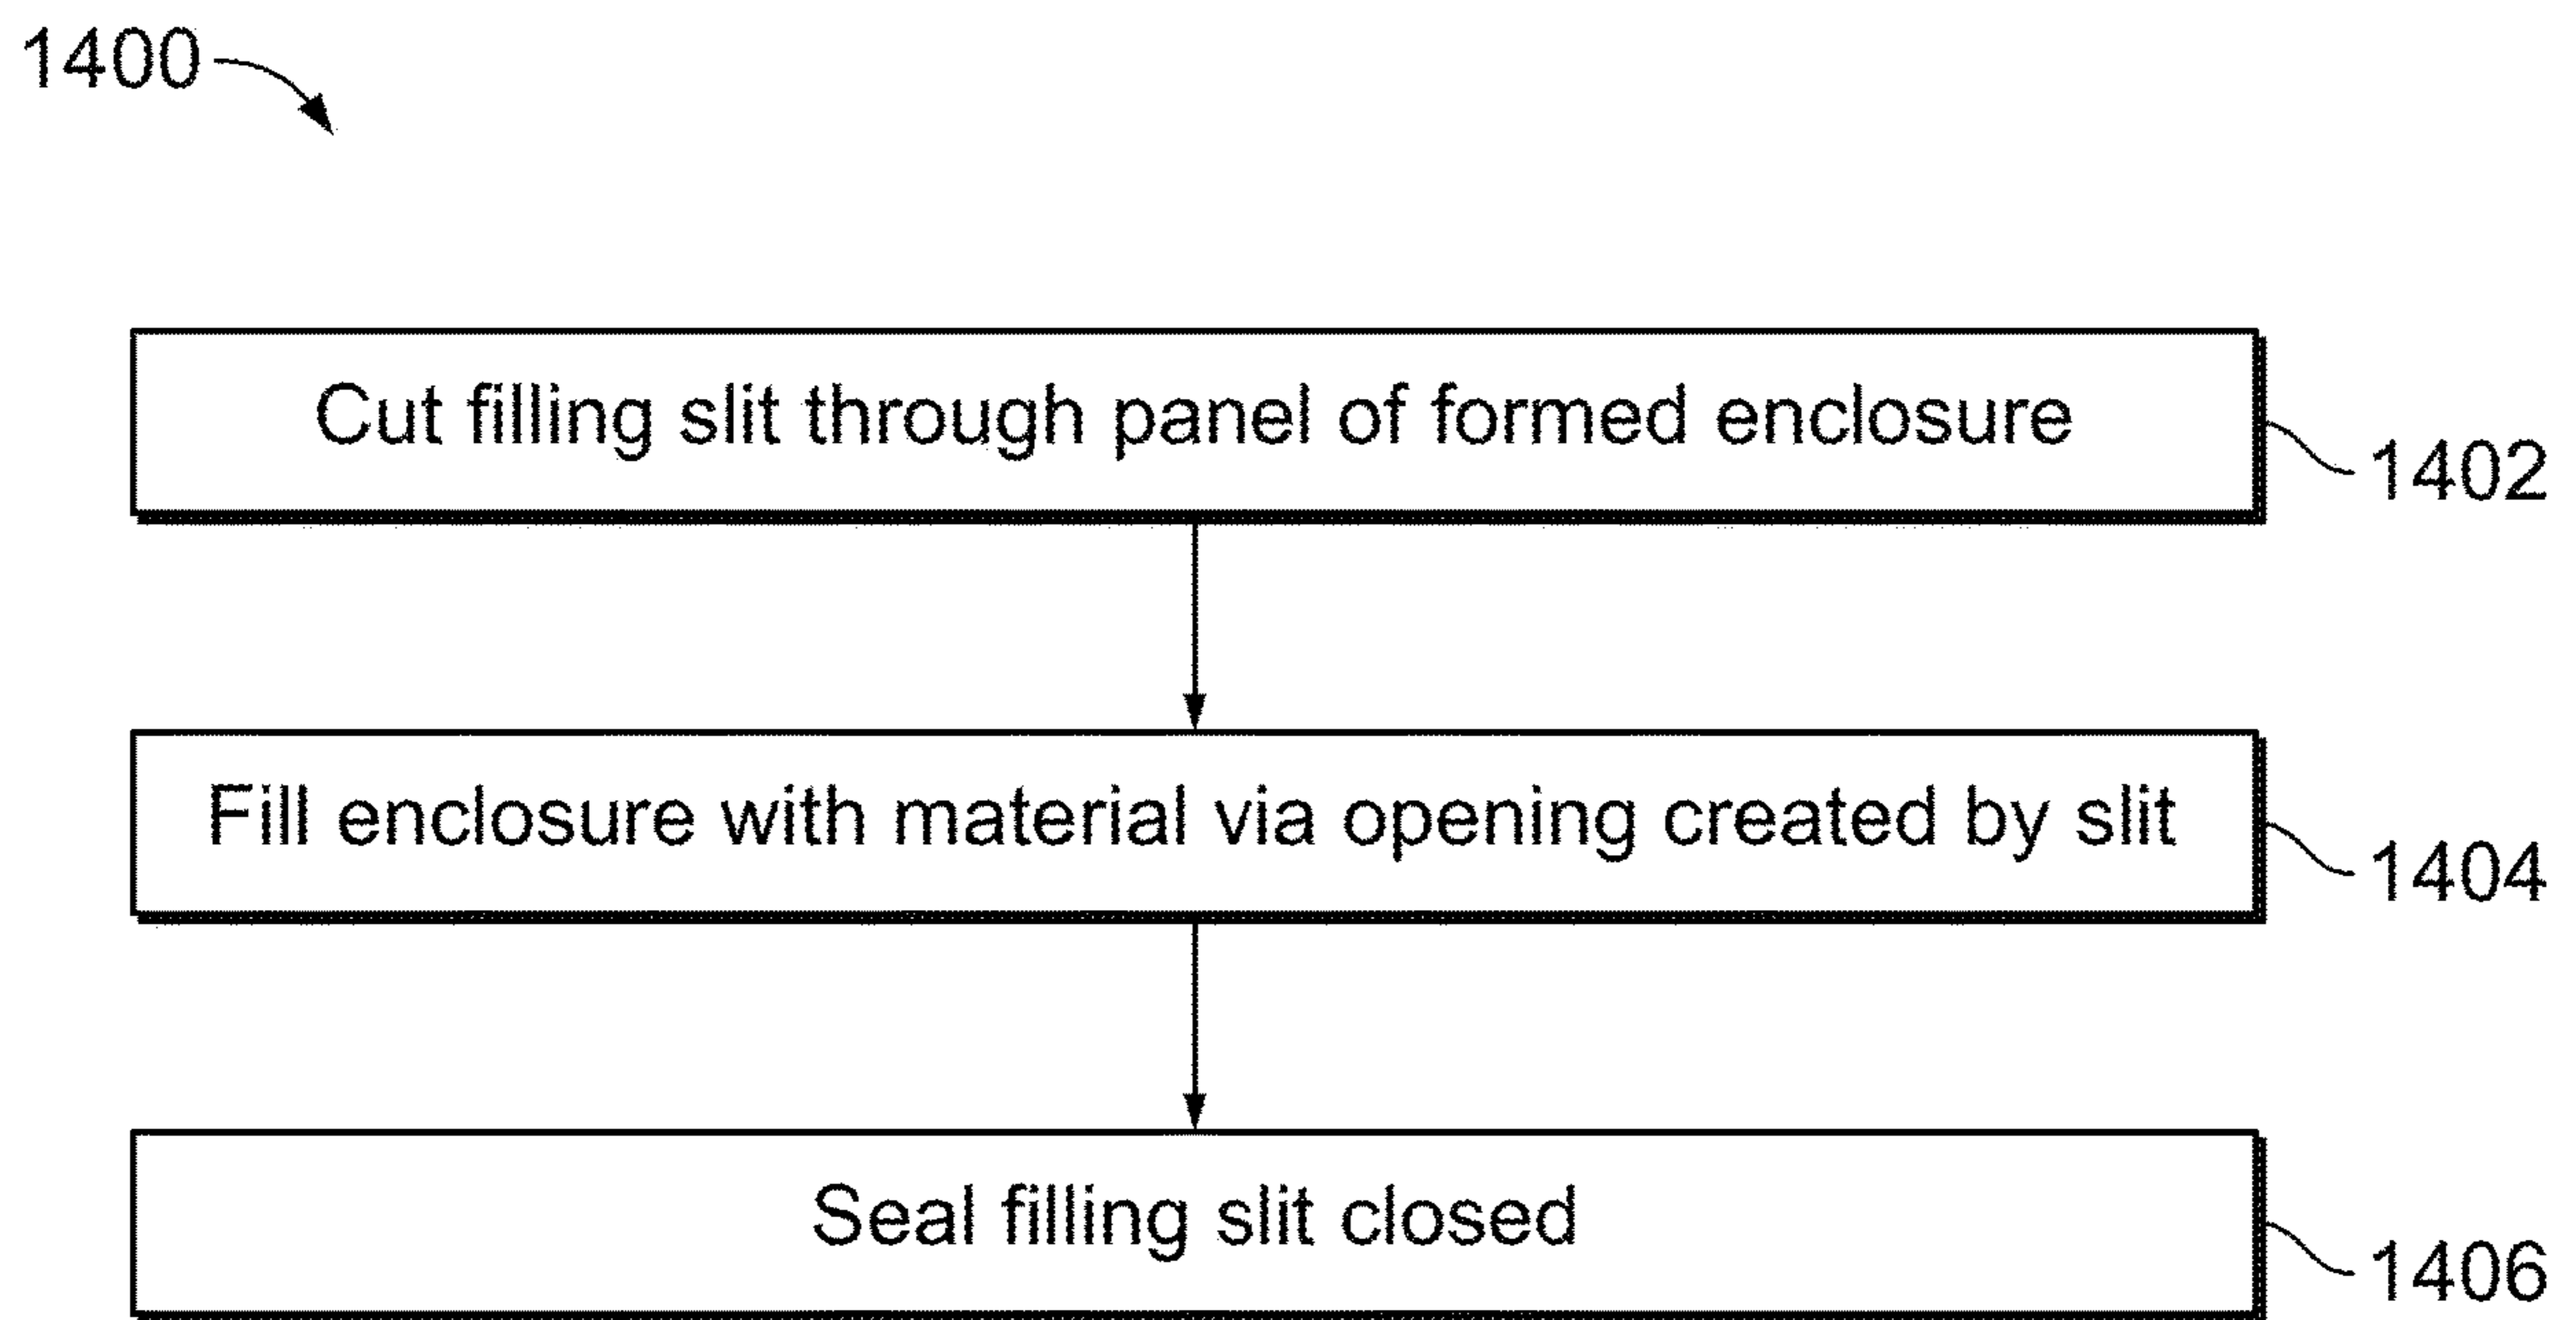 1400
Cut filling slit through panel of formed enclosure
1402
Fill enclosure with material via opening created by slit
1404
Seal filling slit closed
1406